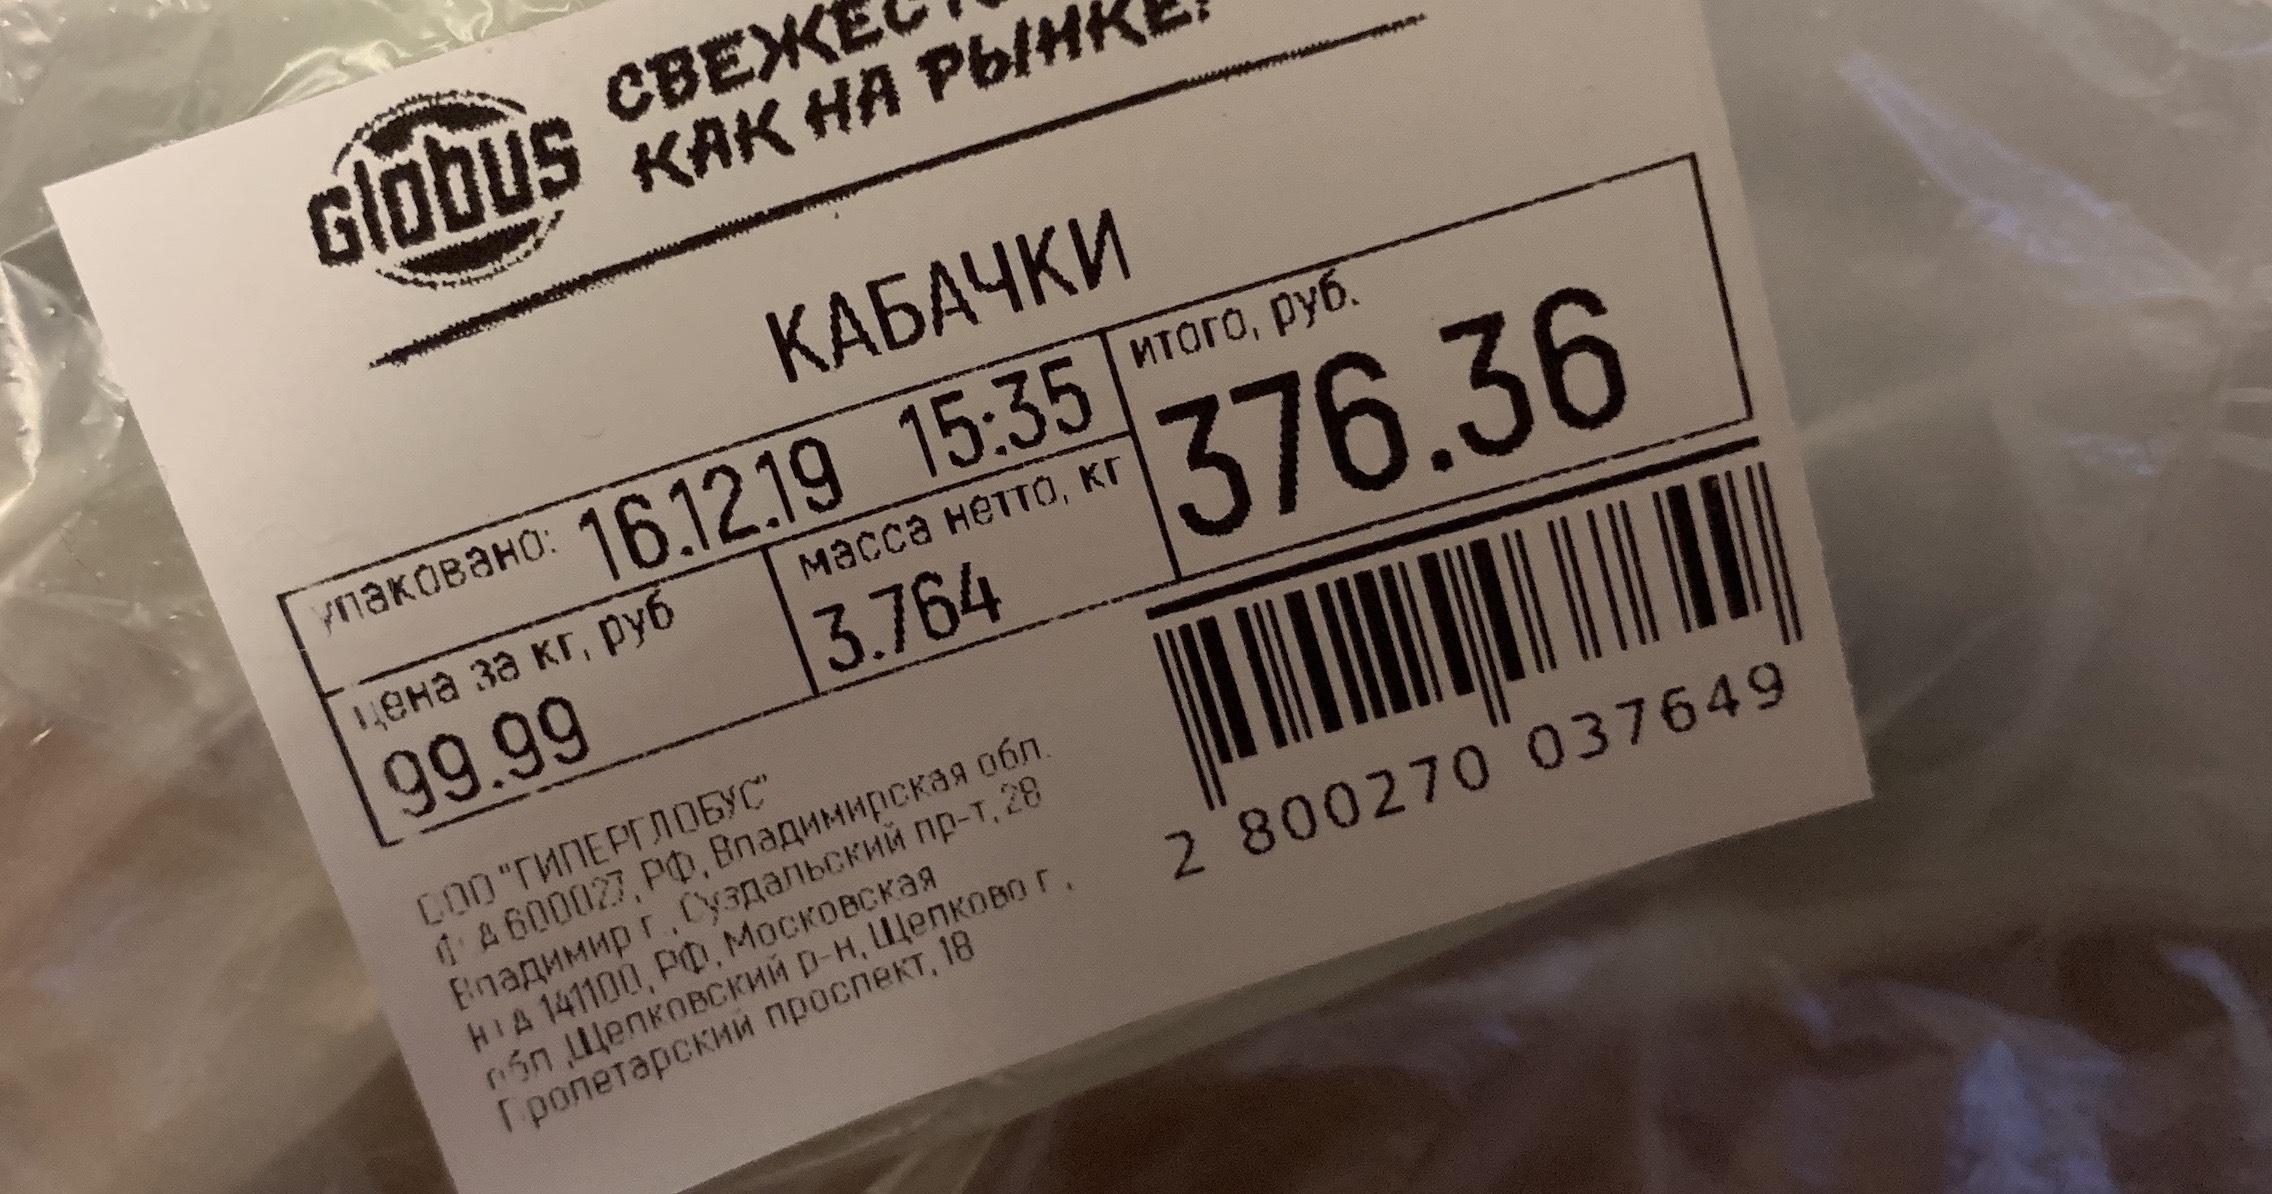 Globus
КАК НА РЫНКЕ!
КАБАЧКИ
упаковано: 16.12.19 15:35
итого, руб.
376.36
цена за кг, руб
99.99
масса нетто, кг
3.764
2 800270 037649
ООО "ГИПЕРГЛОБУС"
600027, РФ, Владимирская обл.
Владимир г., Суздальский пр-т, 28
141100, РФ, Московская
обл ,Щелковский р-н, Щелково г.,
Пролетарский проспект, 18